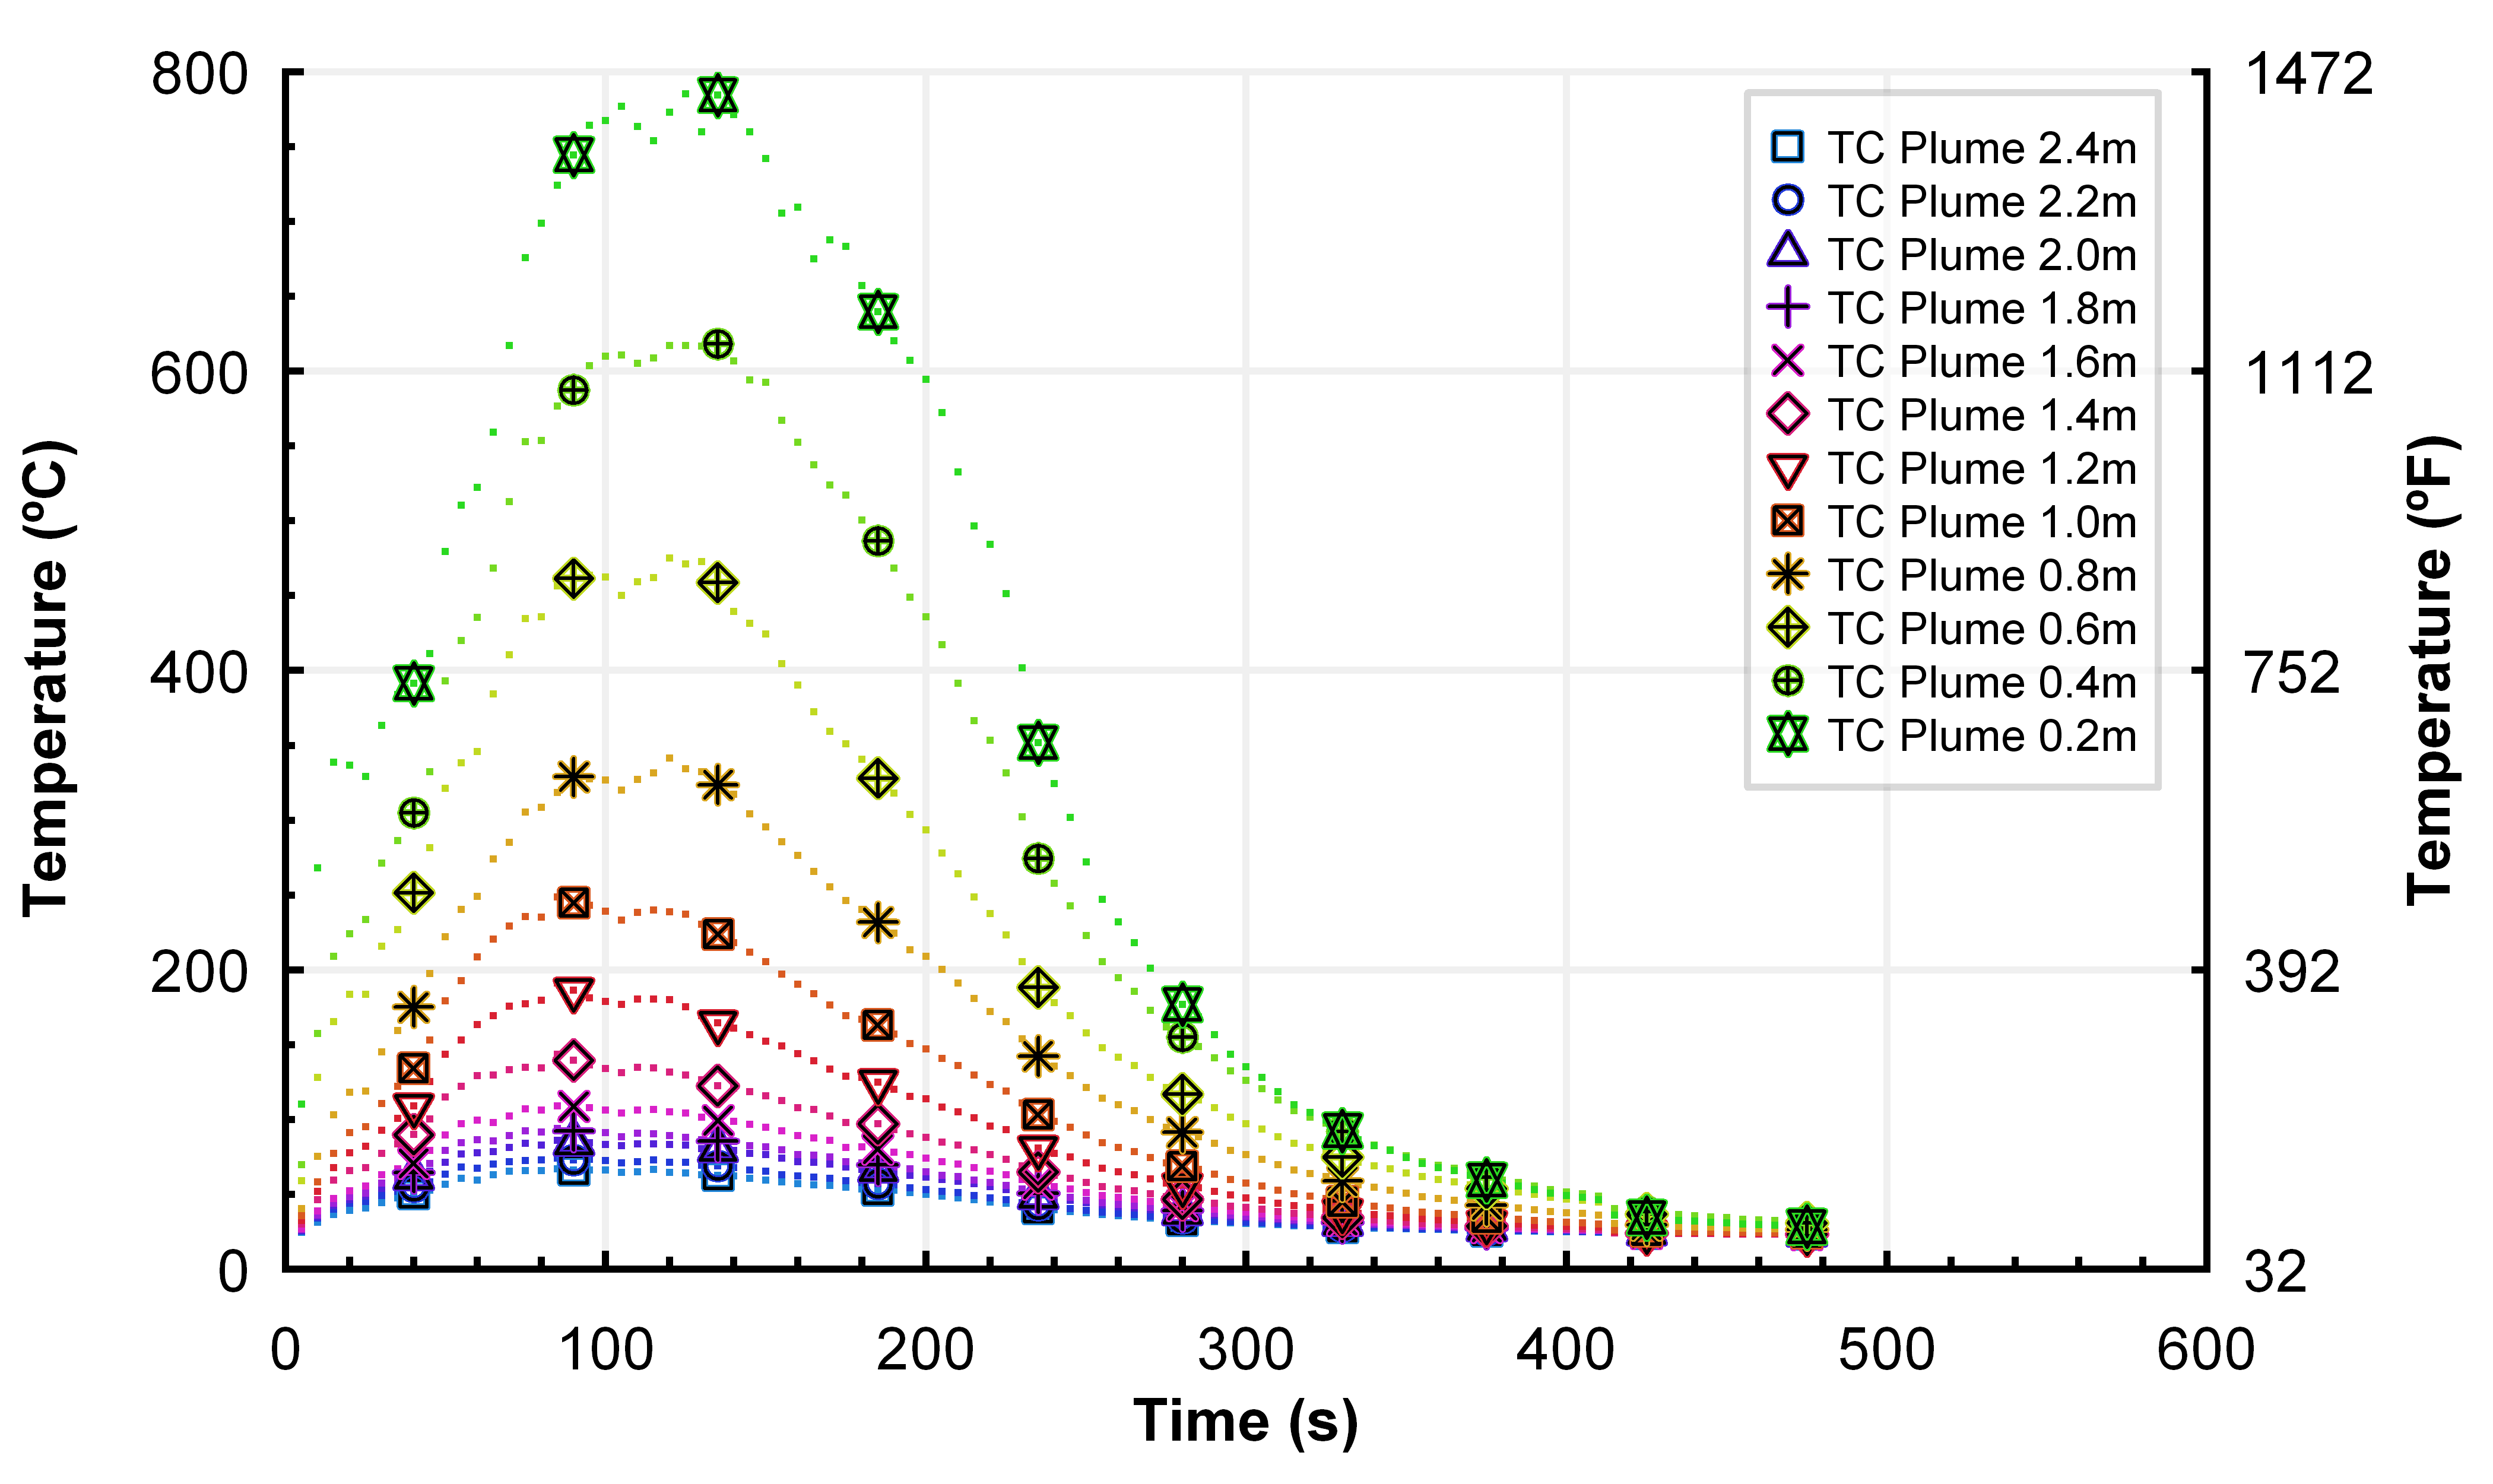 800
600
400
200
0
Temperature (ºC)
1472
1112
752
392
32
Temperature (ºF)
TC Plume 2.4m
TC Plume 2.2m
TC Plume 2.0m
TC Plume 1.8m
TC Plume 1.6m
TC Plume 1.4m
TC Plume 1.2m
TC Plume 1.0m
TC Plume 0.8m
TC Plume 0.6m
TC Plume 0.4m
TC Plume 0.2m
0 100 200 300 400 500 600
Time (s)